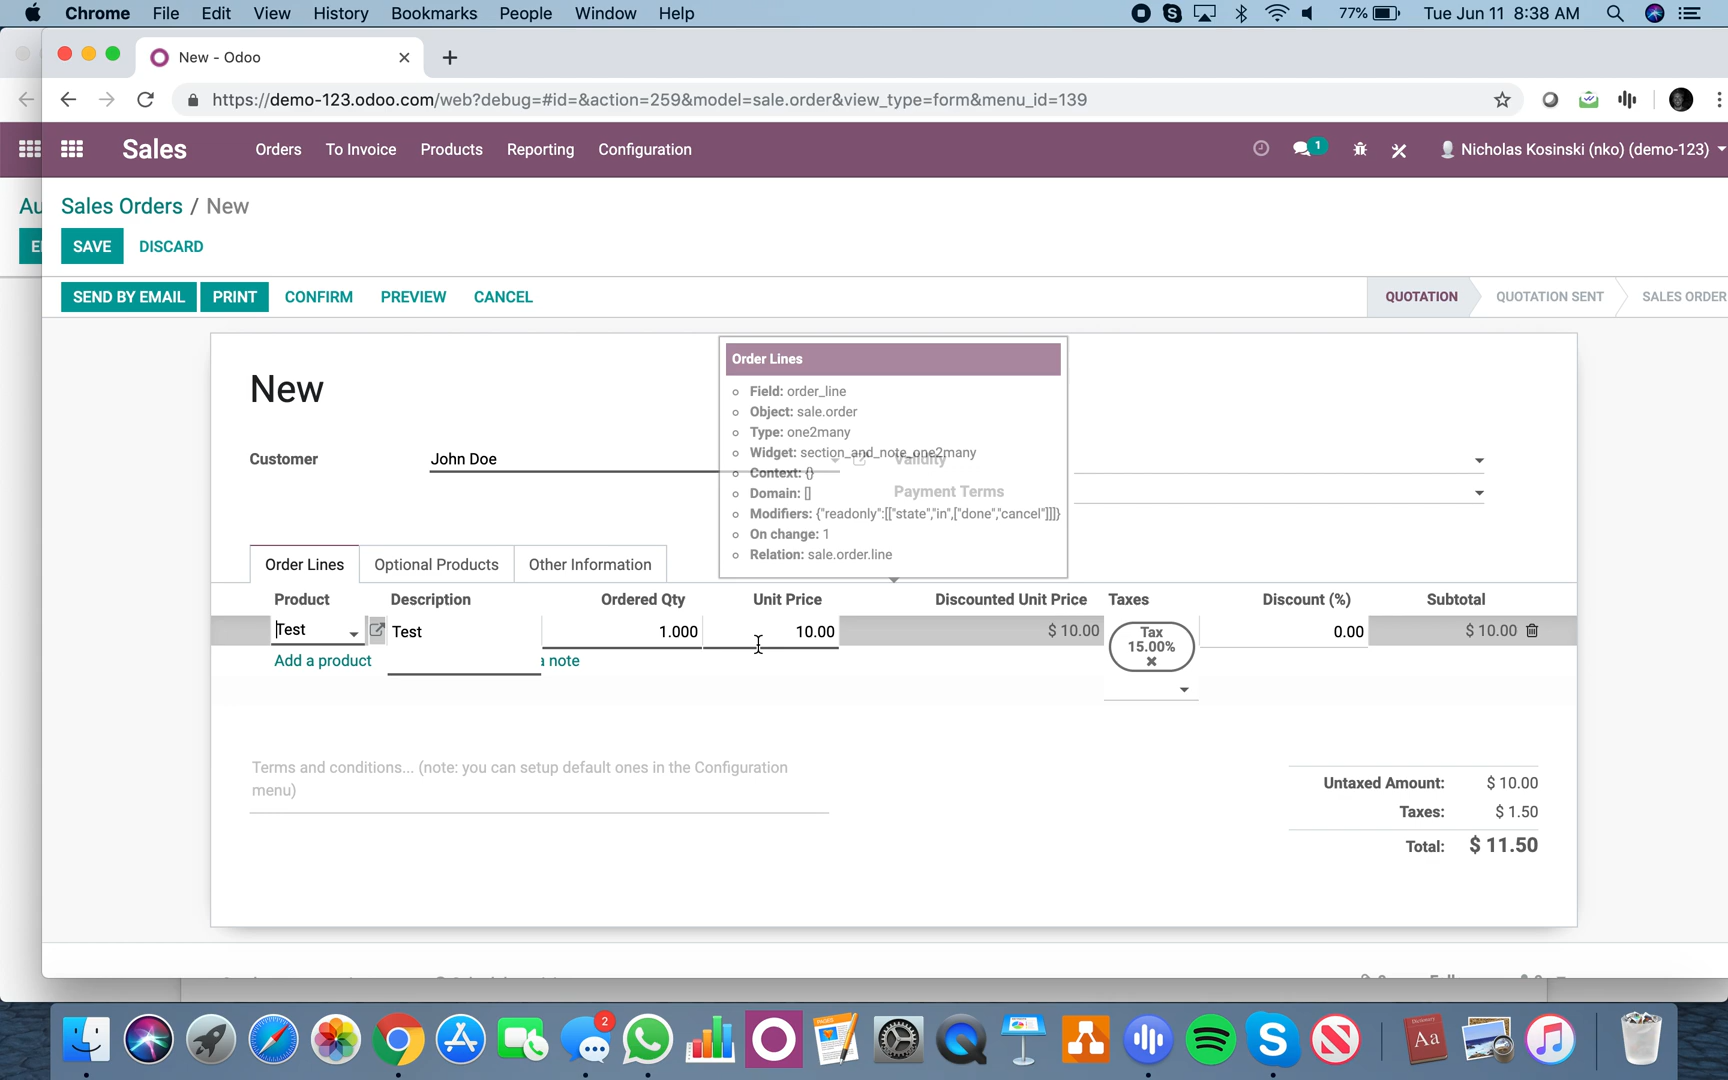 Chrome File Edit View History Bookmarks People Window Help 77% Tue Jun 11 8:38 AM
New - Odoo
https://demo-123.odoo.com/web?debug=#id=&action=259&model=sale.order&view_type=form&menu_id=139
Sales Orders To Invoice Products Reporting Configuration 1 Nicholas Kosinski (nko) (demo-123)
Au Sales Orders / New
SAVE DISCARD
SEND BY EMAIL PRINT CONFIRM PREVIEW CANCEL QUOTATION QUOTATION SENT SALES ORDER
New
Customer John Doe
Validity
Payment Terms
Order Lines
Field: order_line
Object: sale.order
Type: one2many
Widget: section_and_note_one2many
Context: {}
Domain: []
Modifiers: {"readonly":[["state","in",["done","cancel"]]]}
On change: 1
Relation: sale.order.line
Order Lines Optional Products Other Information
Product Description Ordered Qty Unit Price Discounted Unit Price Taxes Discount (%) Subtotal
Test Test 1.000 10.00 $ 10.00 Tax 15.00% 0.00 $ 10.00
Add a product a note
Terms and conditions... (note: you can setup default ones in the Configuration
menu)
Untaxed Amount: $ 10.00
Taxes: $ 1.50
Total: $ 11.50
2
Aa